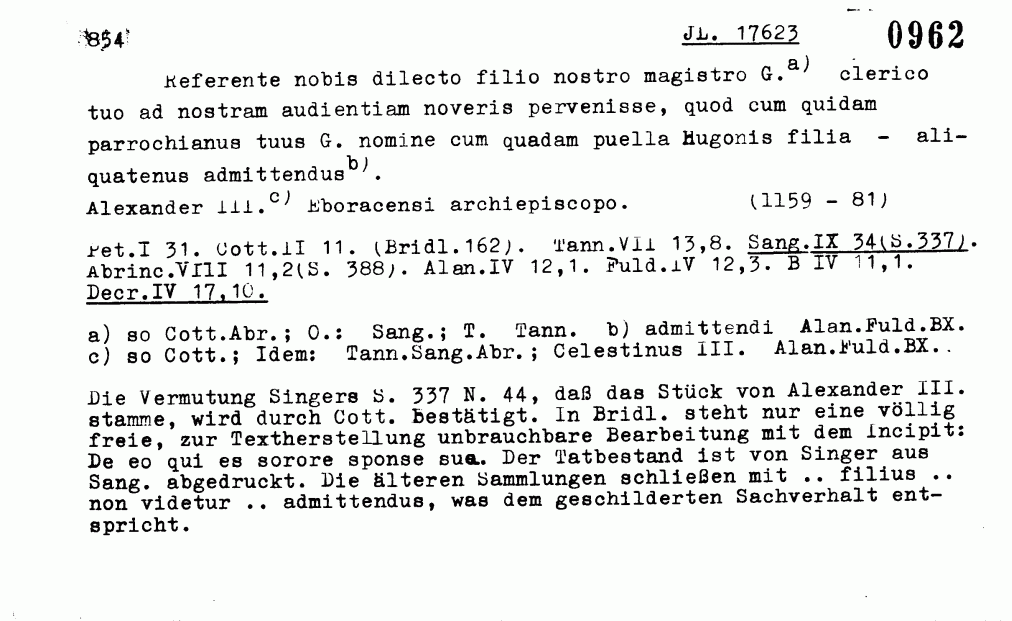 854 JL. 17623 0962
Referente nobis dilecto filio nostro magistro G.a) clerico
tuo ad nostram audientiam noveris pervenisse, quod cum quidam
parrochianus tuus G. nomine cum quadam puella Hugonis filia - ali-
quatenus admittendusb).
Alexander III.c) Eboracensi archiepiscopo. (1159 - 81)
Pet.I 31. Cott.II 11. (Bridl.162). Tann.VII 13,8. Sang.IX 34(S.337).
Abrinc.VIII 11,2(S. 388). Alan.IV 12,1. Fuld.IV 12,3. B IV 11,1.
Decr.IV 17,10.
a) so Cott.Abr.; O.: Sang.; T. Tann. b) admittendi Alan.Fuld.BX.
c) so Cott.; Idem: Tann.Sang.Abr.; Celestinus III. Alan.Fuld.BX..
Die Vermutung Singers S. 337 N. 44, daß das Stück von Alexander III.
stamme, wird durch Cott. bestätigt. In Bridl. steht nur eine völlig
freie, zur Textherstellung unbrauchbare Bearbeitung mit dem Incipit:
De eo qui es sorore sponse sua. Der Tatbestand ist von Singer aus
Sang. abgedruckt. Die älteren Sammlungen schließen mit .. filius ..
non videtur .. admittendus, was dem geschilderten Sachverhalt ent-
spricht.